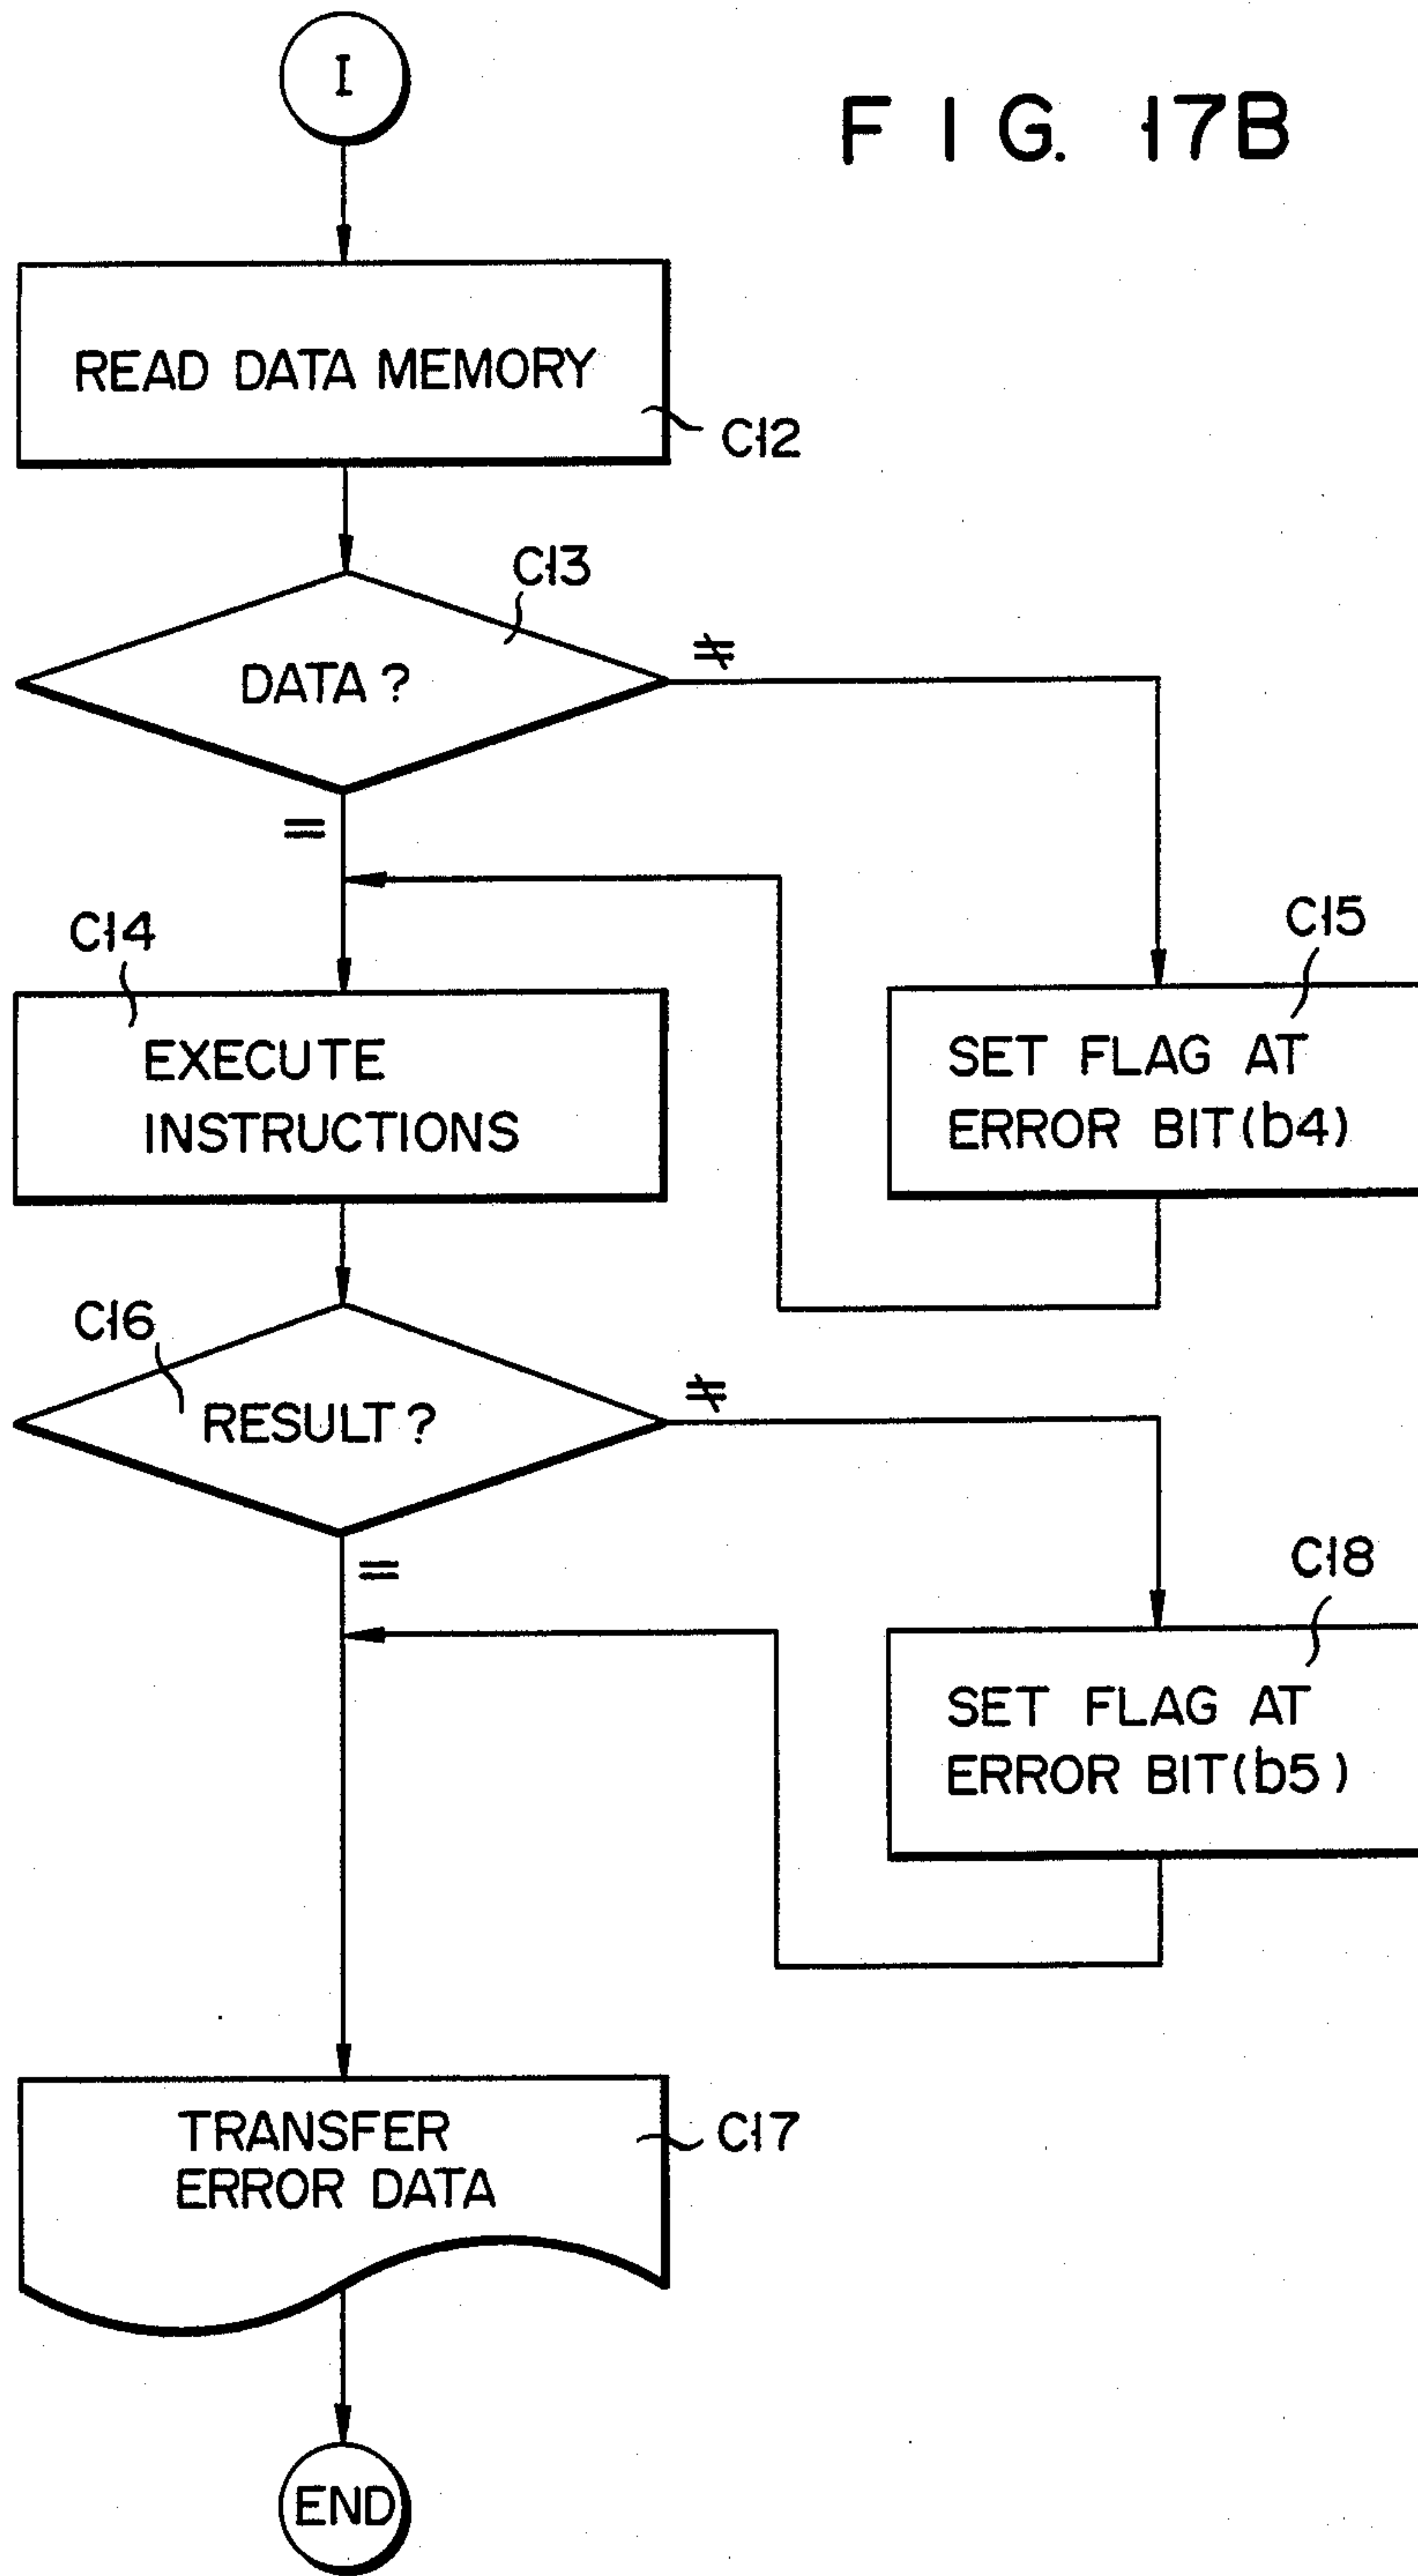 I
FIG. 17B
READ DATA MEMORY
C12
C13
DATA ?
≠
=
C14
C15
EXECUTE
INSTRUCTIONS
SET FLAG AT
ERROR BIT(b4)
C16
RESULT ?
≠
=
C18
SET FLAG AT
ERROR BIT(b5)
TRANSFER
ERROR DATA
C17
END